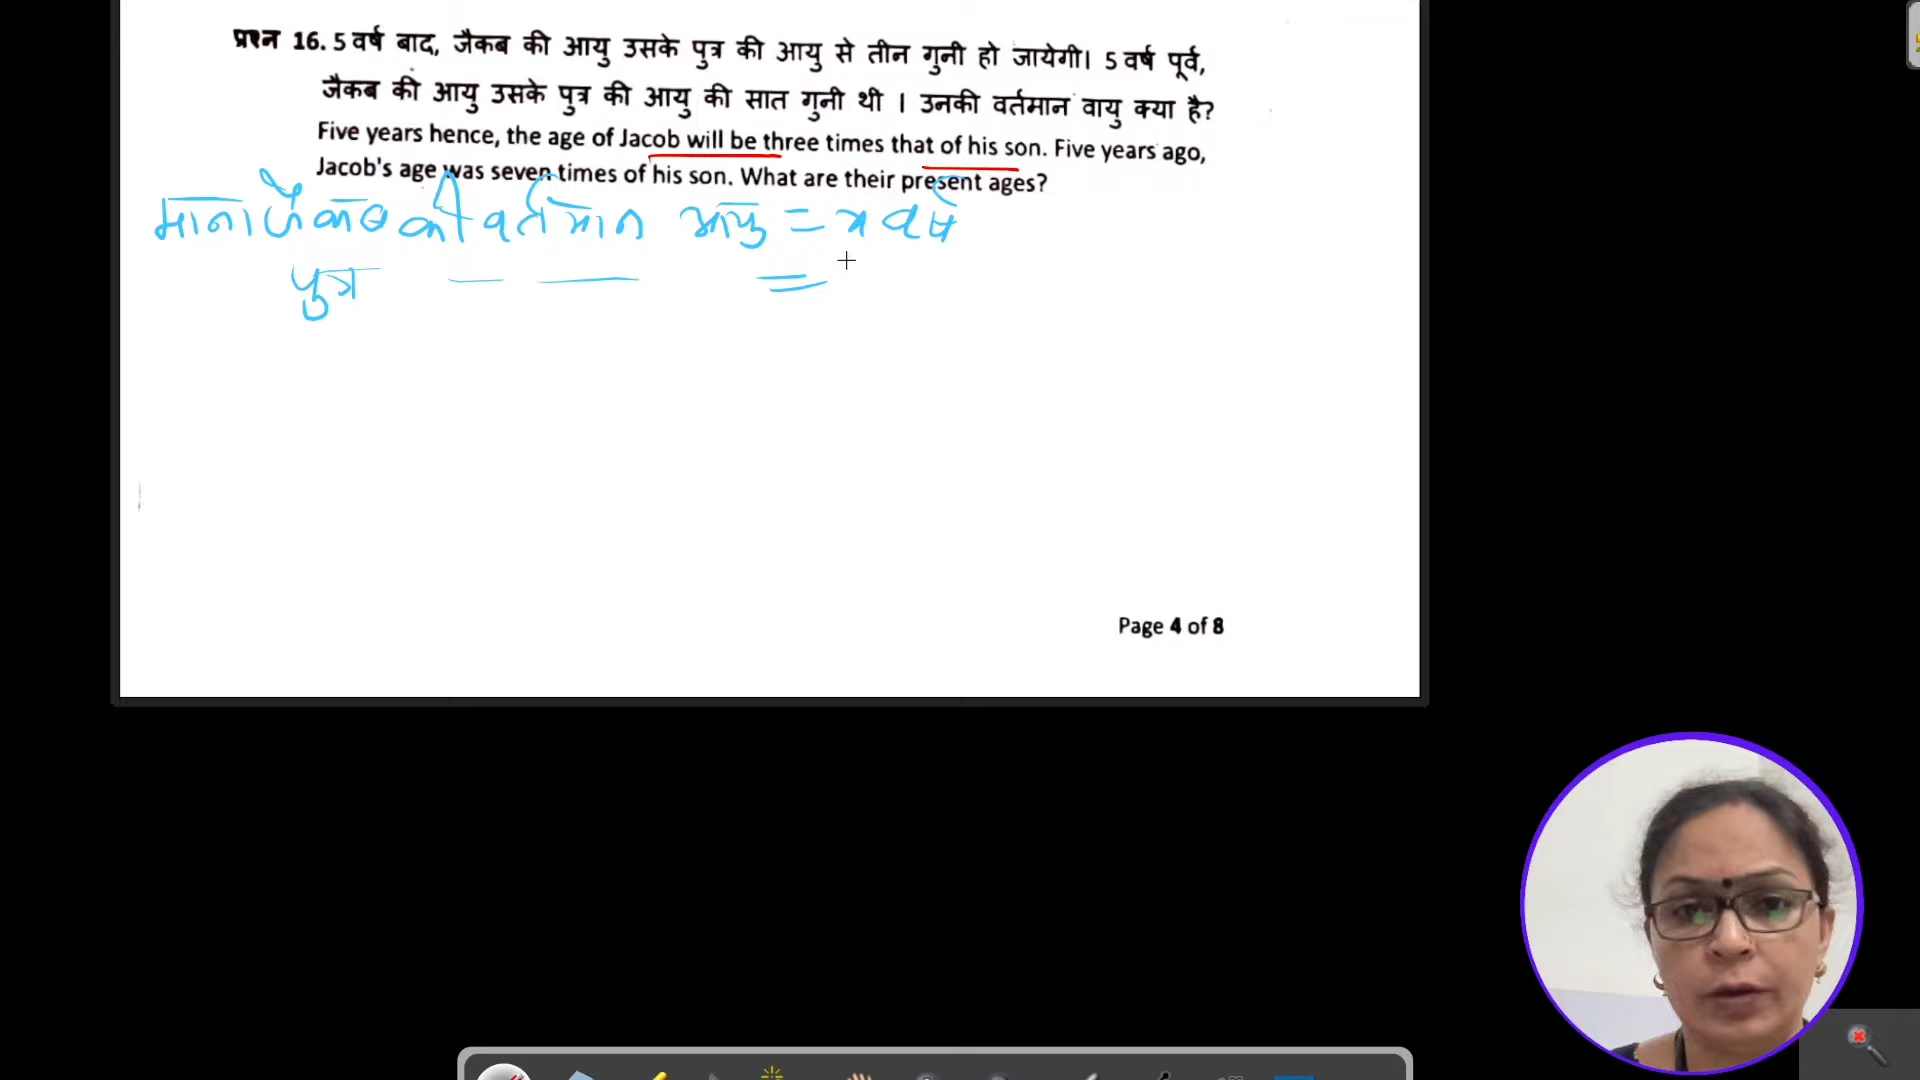 प्रश्न 16. 5 वर्ष बाद, जैकब की आयु उसके पुत्र की आयु से तीन गुनी हो जायेगी। 5 वर्ष पूर्व,
जैकब की आयु उसके पुत्र की आयु की सात गुनी थी । उनकी वर्तमान वायु क्या है?
Five years hence, the age of Jacob will be three times that of his son. Five years ago,
Jacob's age was seven times of his son. What are their present ages?
माना जैकब की वर्तमान आयु = x वर्ष
पुत्र — — =
Page 4 of 8